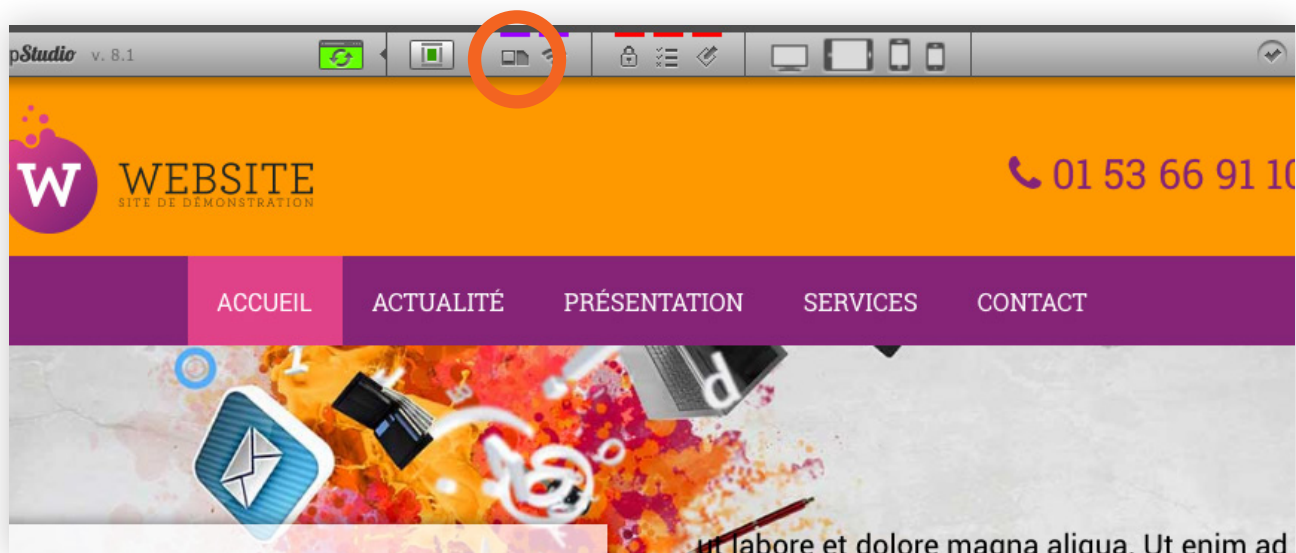 pStudio v. 8.1
W WEBSITE
SITE DE DÉMONSTRATION
01 53 66 91 10
ACCUEIL ACTUALITÉ PRÉSENTATION SERVICES CONTACT
d
ut labore et dolore magna aliqua. Ut enim ad